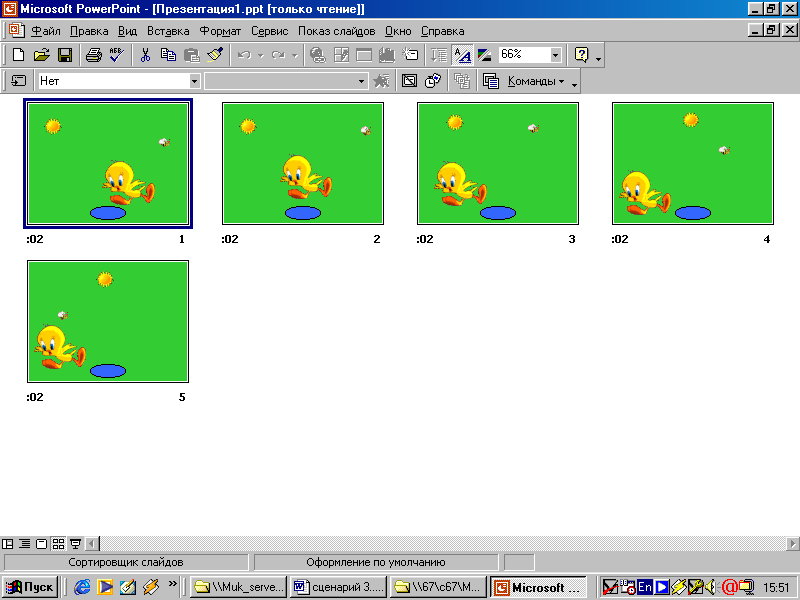 Microsoft PowerPoint - [Презентация1.ppt [только чтение]]
Файл Правка Вид Вставка Формат Сервис Показ слайдов Окно Справка
66%
Нет Команды
:02 1 :02 2 :02 3 :02 4
:02 5
Сортировщик слайдов Оформление по умолчанию
Пуск \\Muk_serve... сценарий 3.... \\67\c67\М... Microsoft ... En 15:51